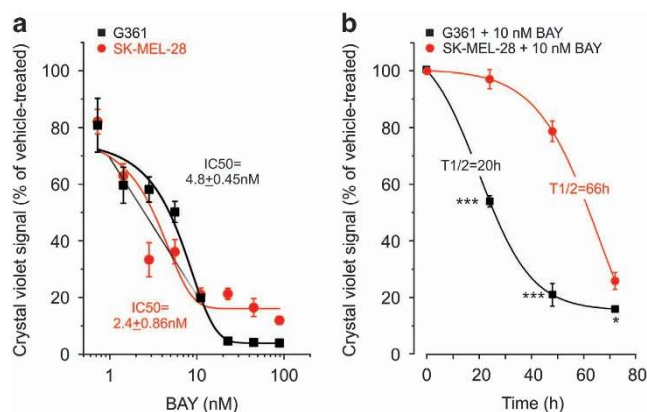 a
G361
SK-MEL-28
Crystal violet signal (% of vehicle-treated)
100
80
60
40
20
0
IC50=
4.8±0.45nM
IC50=
2.4±0.86nM
1
10
100
BAY (nM)
b
G361 + 10 nM BAY
SK-MEL-28 + 10 nM BAY
Crystal violet signal (% of vehicle-treated)
100
80
60
40
20
0
T1/2=20h
T1/2=66h
***
***
*
0
20
40
60
80
Time (h)